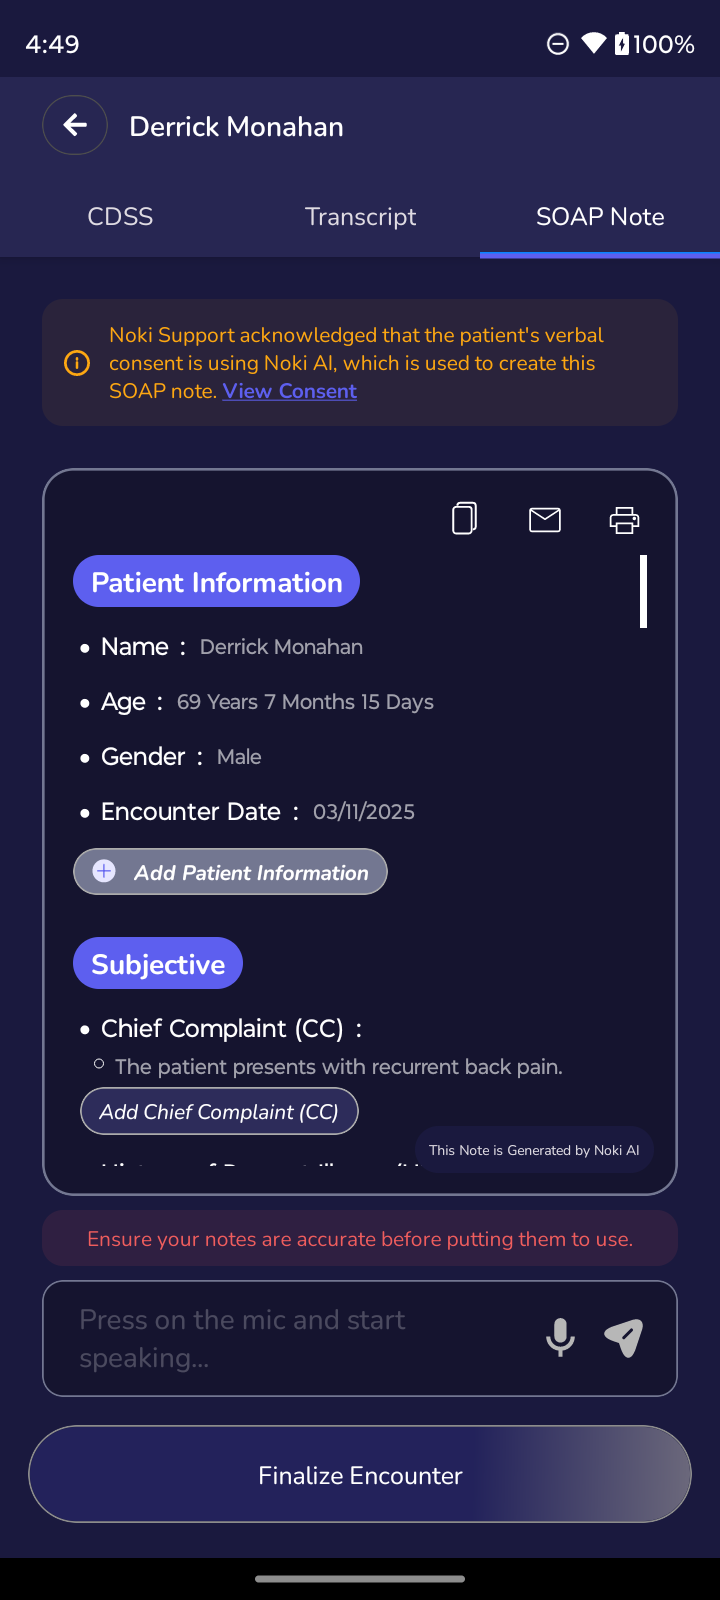 4:49
100%
Derrick Monahan
CDSS
Transcript
SOAP Note
Noki Support acknowledged that the patient's verbal
consent is using Noki AI, which is used to create this
SOAP note. View Consent
Patient Information
• Name : Derrick Monahan
• Age : 69 Years 7 Months 15 Days
• Gender : Male
• Encounter Date : 03/11/2025
Add Patient Information
Subjective
• Chief Complaint (CC) :
The patient presents with recurrent back pain.
Add Chief Complaint (CC)
This Note is Generated by Noki AI
Ensure your notes are accurate before putting them to use.
Press on the mic and start
speaking...
Finalize Encounter